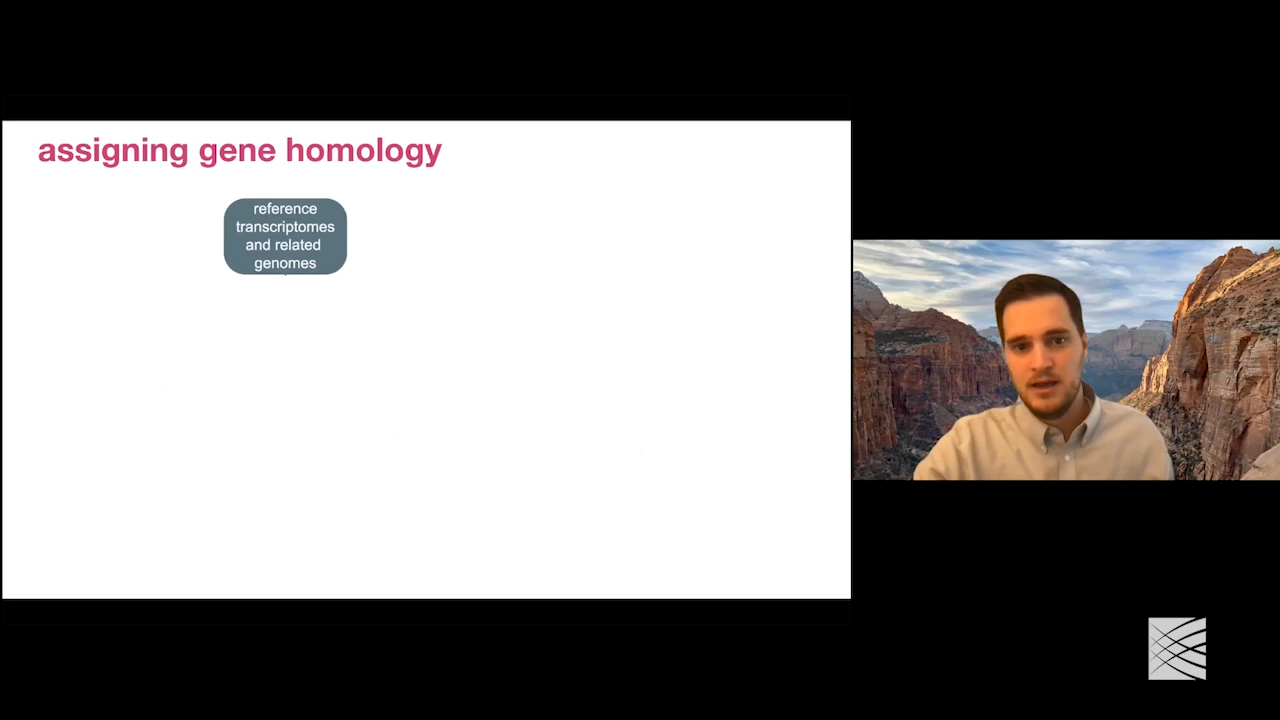 assigning gene homology
reference
transcriptomes
and related
genomes